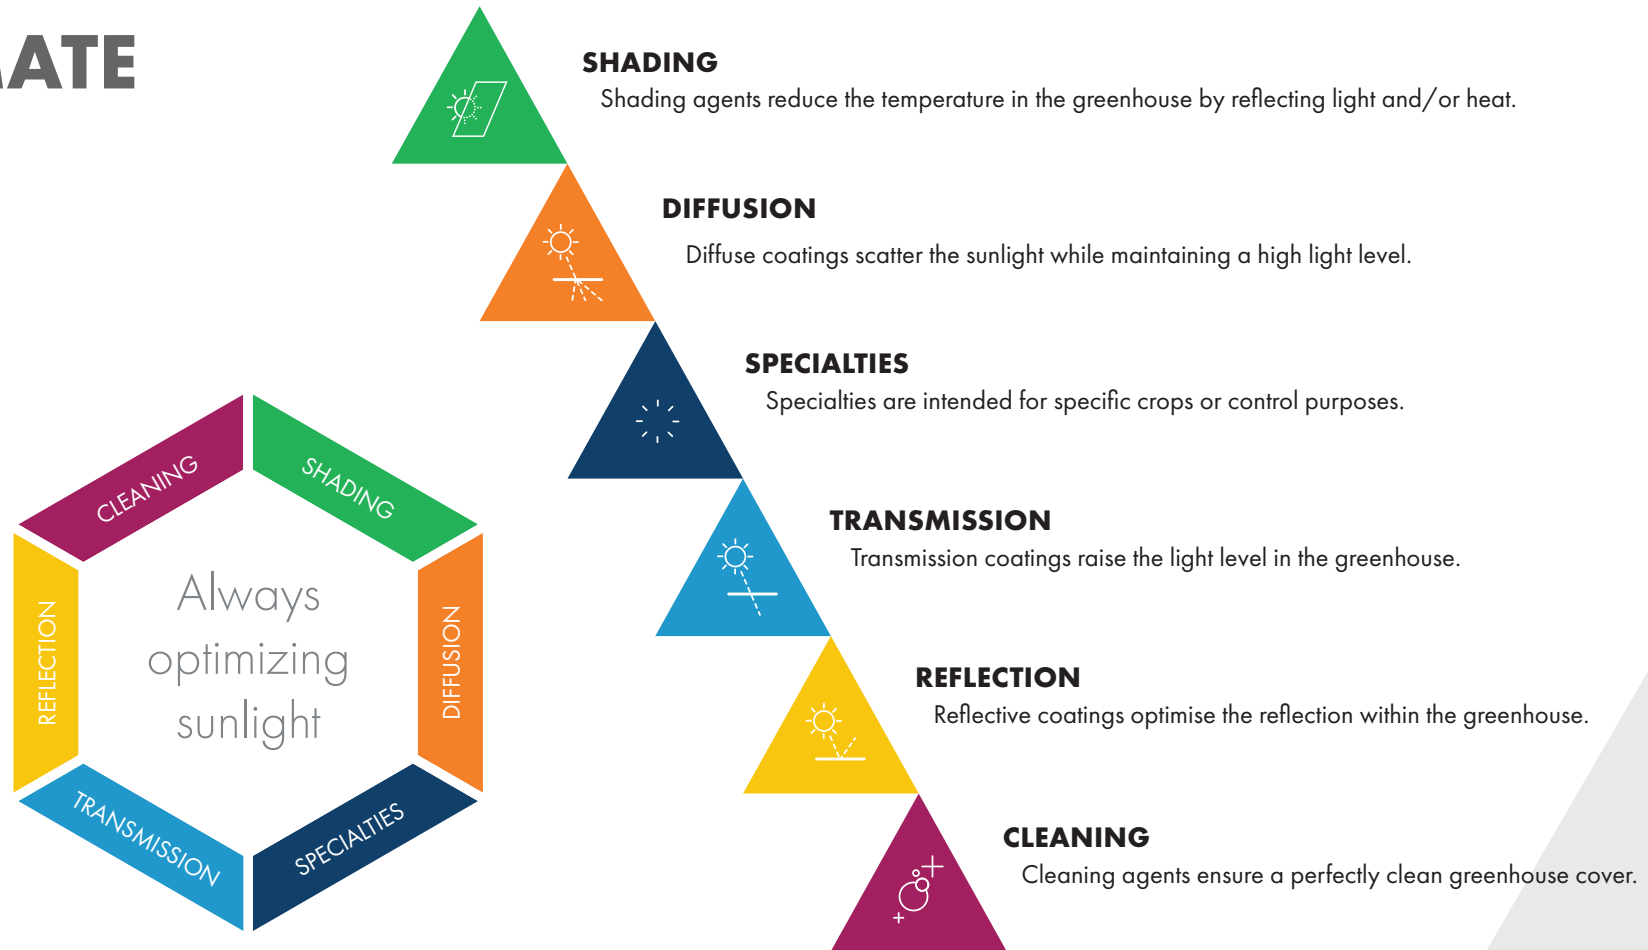 MATE
SHADING
Shading agents reduce the temperature in the greenhouse by reflecting light and/or heat.
DIFFUSION
Diffuse coatings scatter the sunlight while maintaining a high light level.
SPECIALTIES
Specialties are intended for specific crops or control purposes.
TRANSMISSION
Transmission coatings raise the light level in the greenhouse.
REFLECTION
Reflective coatings optimise the reflection within the greenhouse.
CLEANING
Cleaning agents ensure a perfectly clean greenhouse cover.
CLEANING
SHADING
REFLECTION
DIFFUSION
TRANSMISSION
SPECIALTIES
Always
optimizing
sunlight